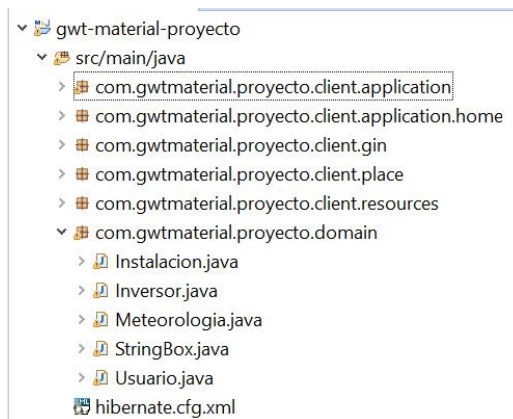 gwt-material-proyecto
src/main/java
com.gwtmaterial.proyecto.client.application
com.gwtmaterial.proyecto.client.application.home
com.gwtmaterial.proyecto.client.gin
com.gwtmaterial.proyecto.client.place
com.gwtmaterial.proyecto.client.resources
com.gwtmaterial.proyecto.domain
Instalacion.java
Inversor.java
Meteorologia.java
StringBox.java
Usuario.java
hibernate.cfg.xml